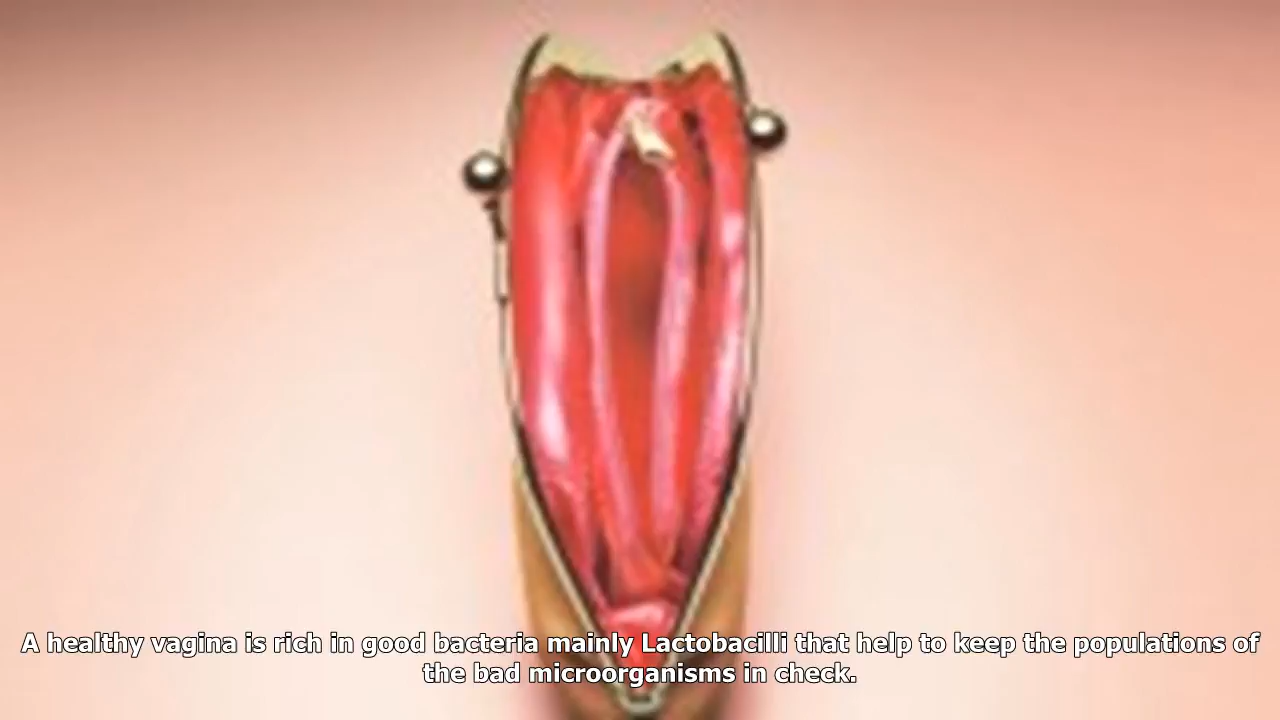 A healthy vagina is rich in good bacteria mainly Lactobacilli that help to keep the populations of
the bad microorganisms in check.